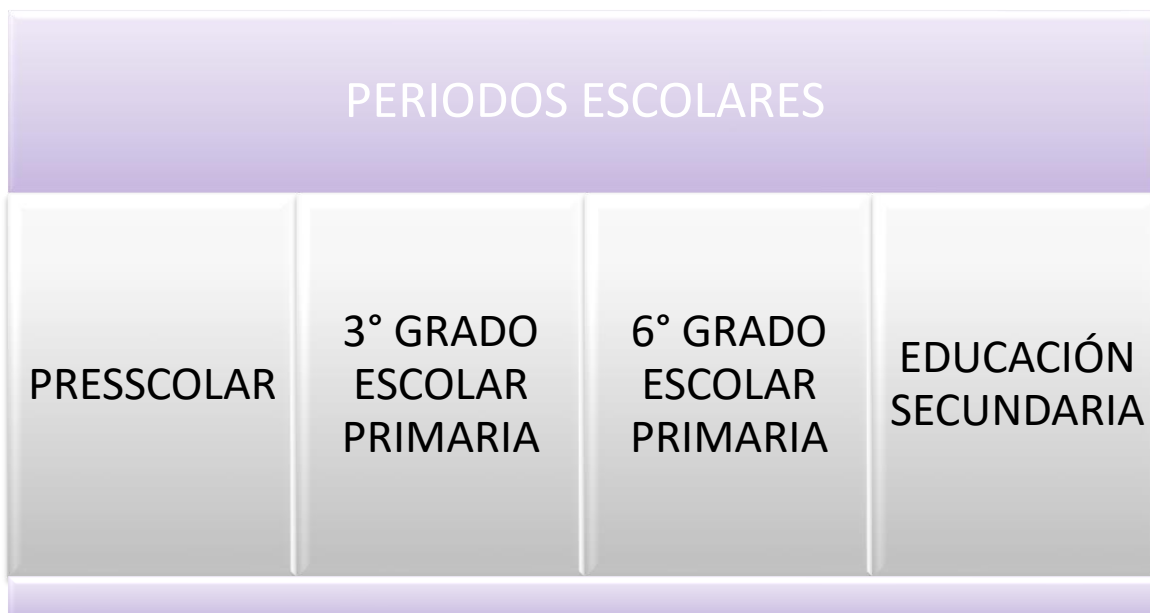 PERIODOS ESCOLARES
PRESSCOLAR
3° GRADO
ESCOLAR
PRIMARIA
6° GRADO
ESCOLAR
PRIMARIA
EDUCACIÓN
SECUNDARIA